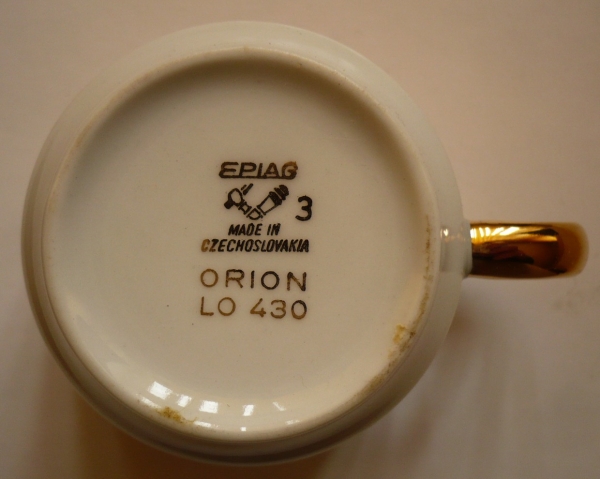 EPIAG
3
MADE IN
CZECHOSLOVAKIA
ORION
LO 430